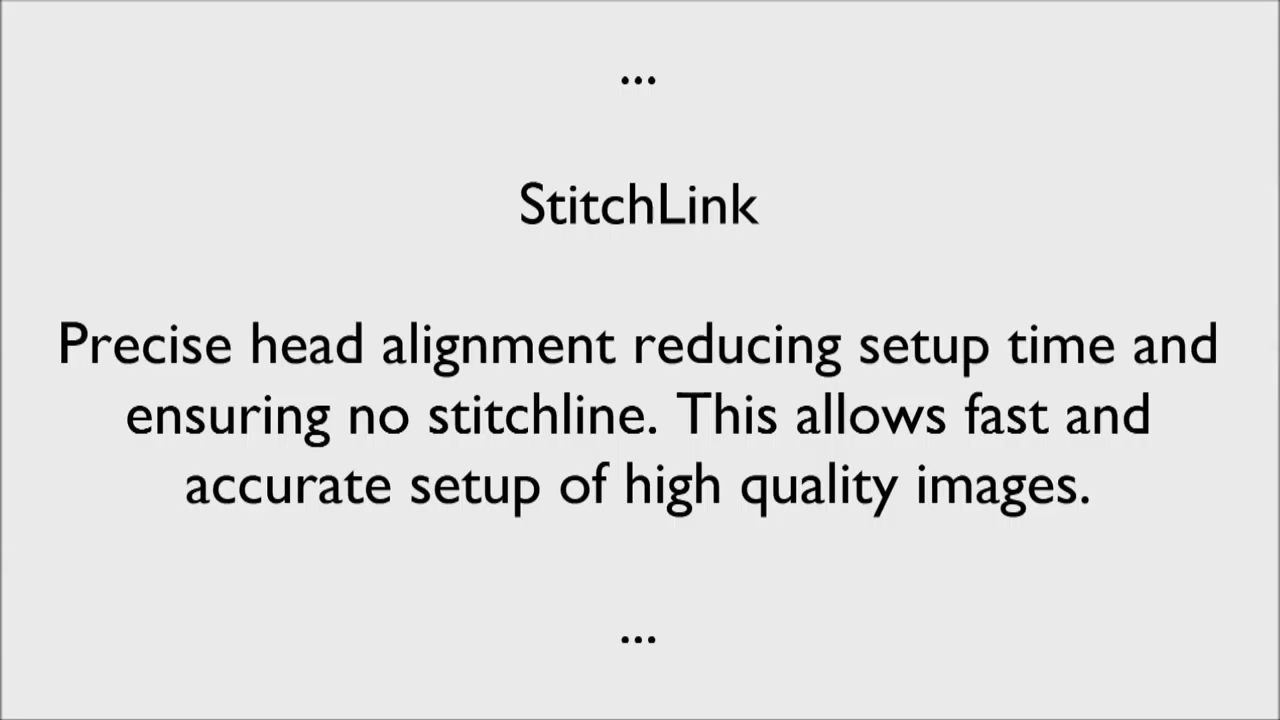 ...
StitchLink
Precise head alignment reducing setup time and
ensuring no stitchline. This allows fast and
accurate setup of high quality images.
...